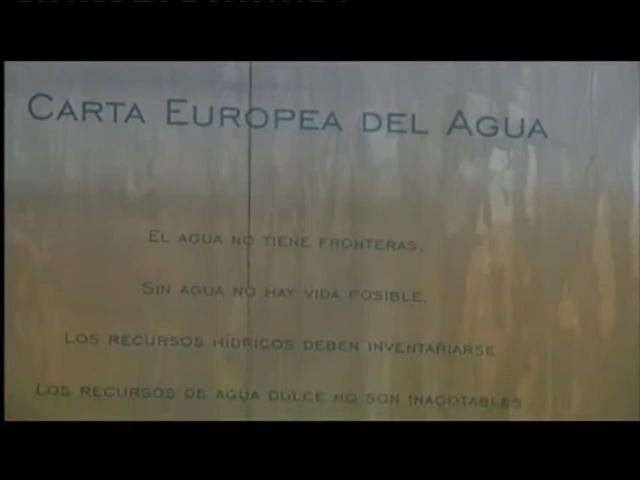 CARTA EUROPEA DEL AGUA
EL AGUA NO TIENE FRONTERAS.
SIN AGUA NO HAY VIDA POSIBLE.
LOS RECURSOS HÍDRICOS DEBEN INVENTARIARSE
LOS RECURSOS DE AGUA DULCE NO SON INAGOTABLES